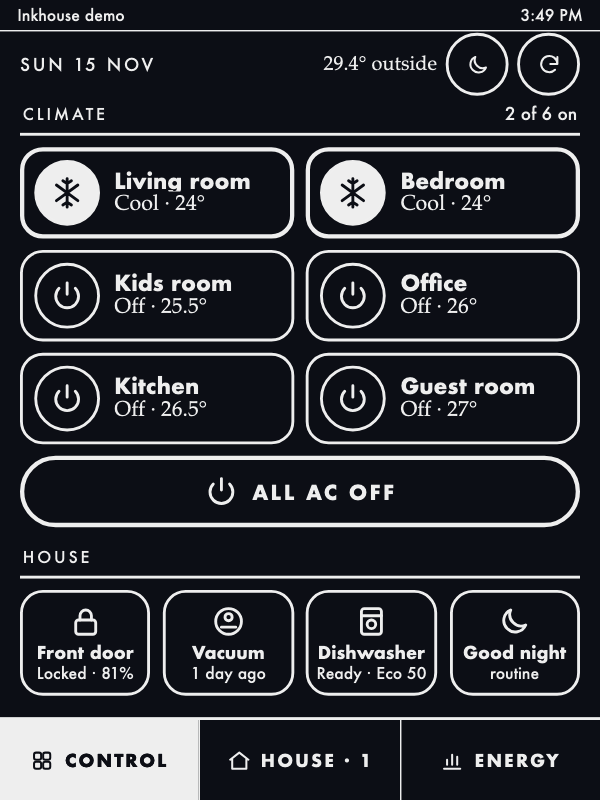 Inkhouse demo 3:49 PM
SUN 15 NOV 29.4° outside
CLIMATE 2 of 6 on
Living room
Cool · 24°
Bedroom
Cool · 24°
Kids room
Off · 25.5°
Office
Off · 26°
Kitchen
Off · 26.5°
Guest room
Off · 27°
ALL AC OFF
HOUSE
Front door
Locked · 81%
Vacuum
1 day ago
Dishwasher
Ready · Eco 50
Good night
routine
CONTROL HOUSE · 1 ENERGY